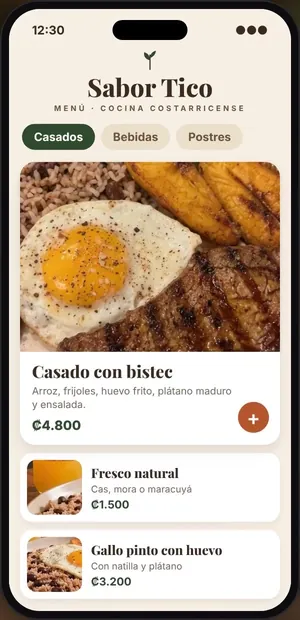 12:30
Sabor Tico
MENÚ · COCINA COSTARRICENSE
Casados
Bebidas
Postres
Casado con bistec
Arroz, frijoles, huevo frito, plátano maduro
y ensalada.
₡4.800
+
Fresco natural
Cas, mora o maracuyá
₡1.500
Gallo pinto con huevo
Con natilla y plátano
₡3.200